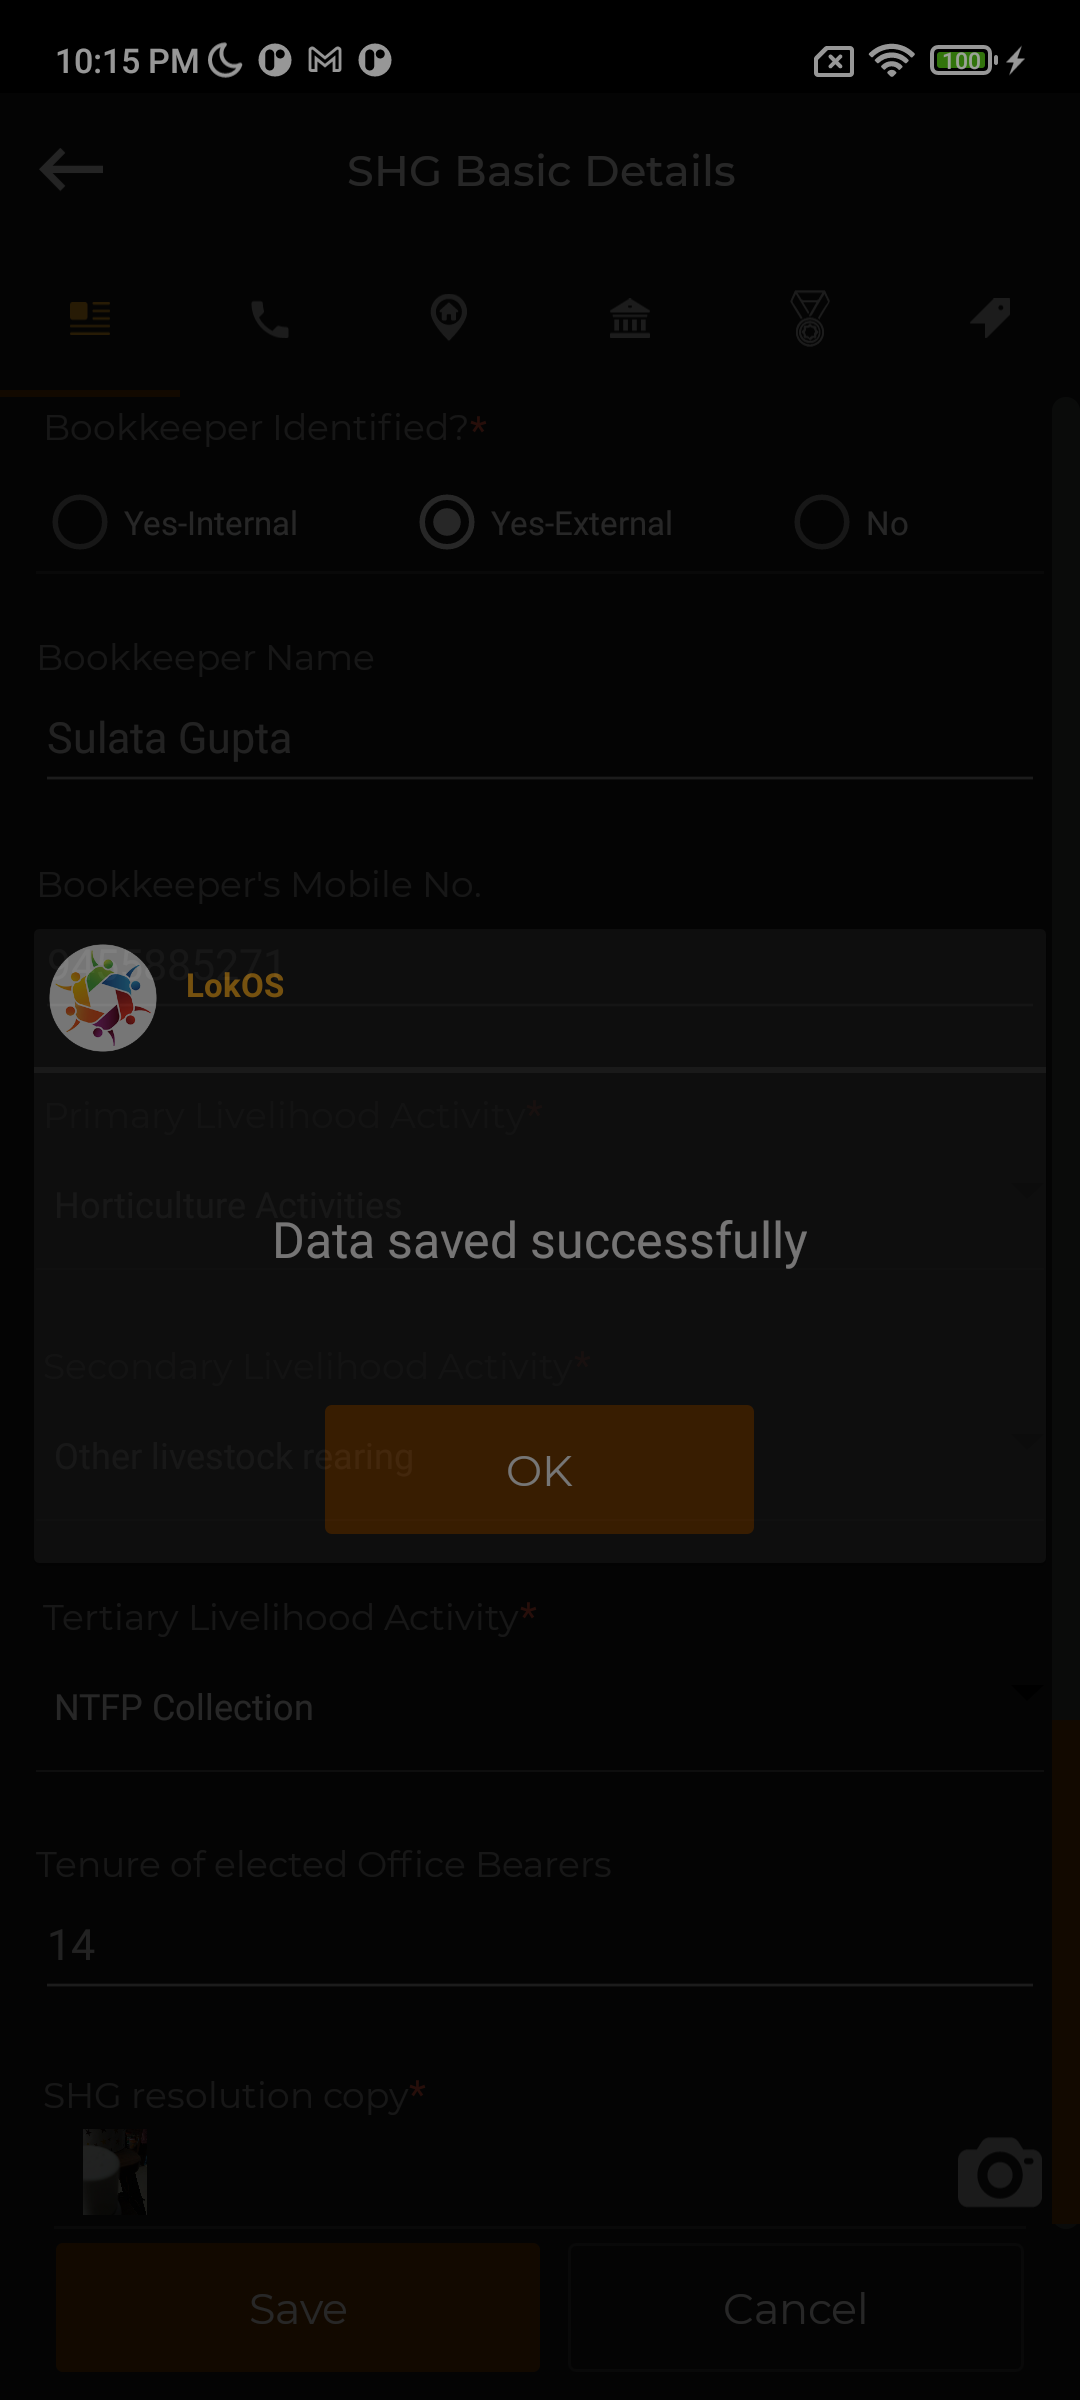 10:15 PM
100
SHG Basic Details
Bookkeeper Identified?*
Yes-Internal Yes-External No
Bookkeeper Name
Sulata Gupta
Bookkeeper's Mobile No.
LokOS
Primary Livelihood Activity*
Horticulture Activities
Data saved successfully
Secondary Livelihood Activity*
Other livestock rearing
OK
Tertiary Livelihood Activity*
NTFP Collection
Tenure of elected Office Bearers
14
SHG resolution copy*
Save Cancel